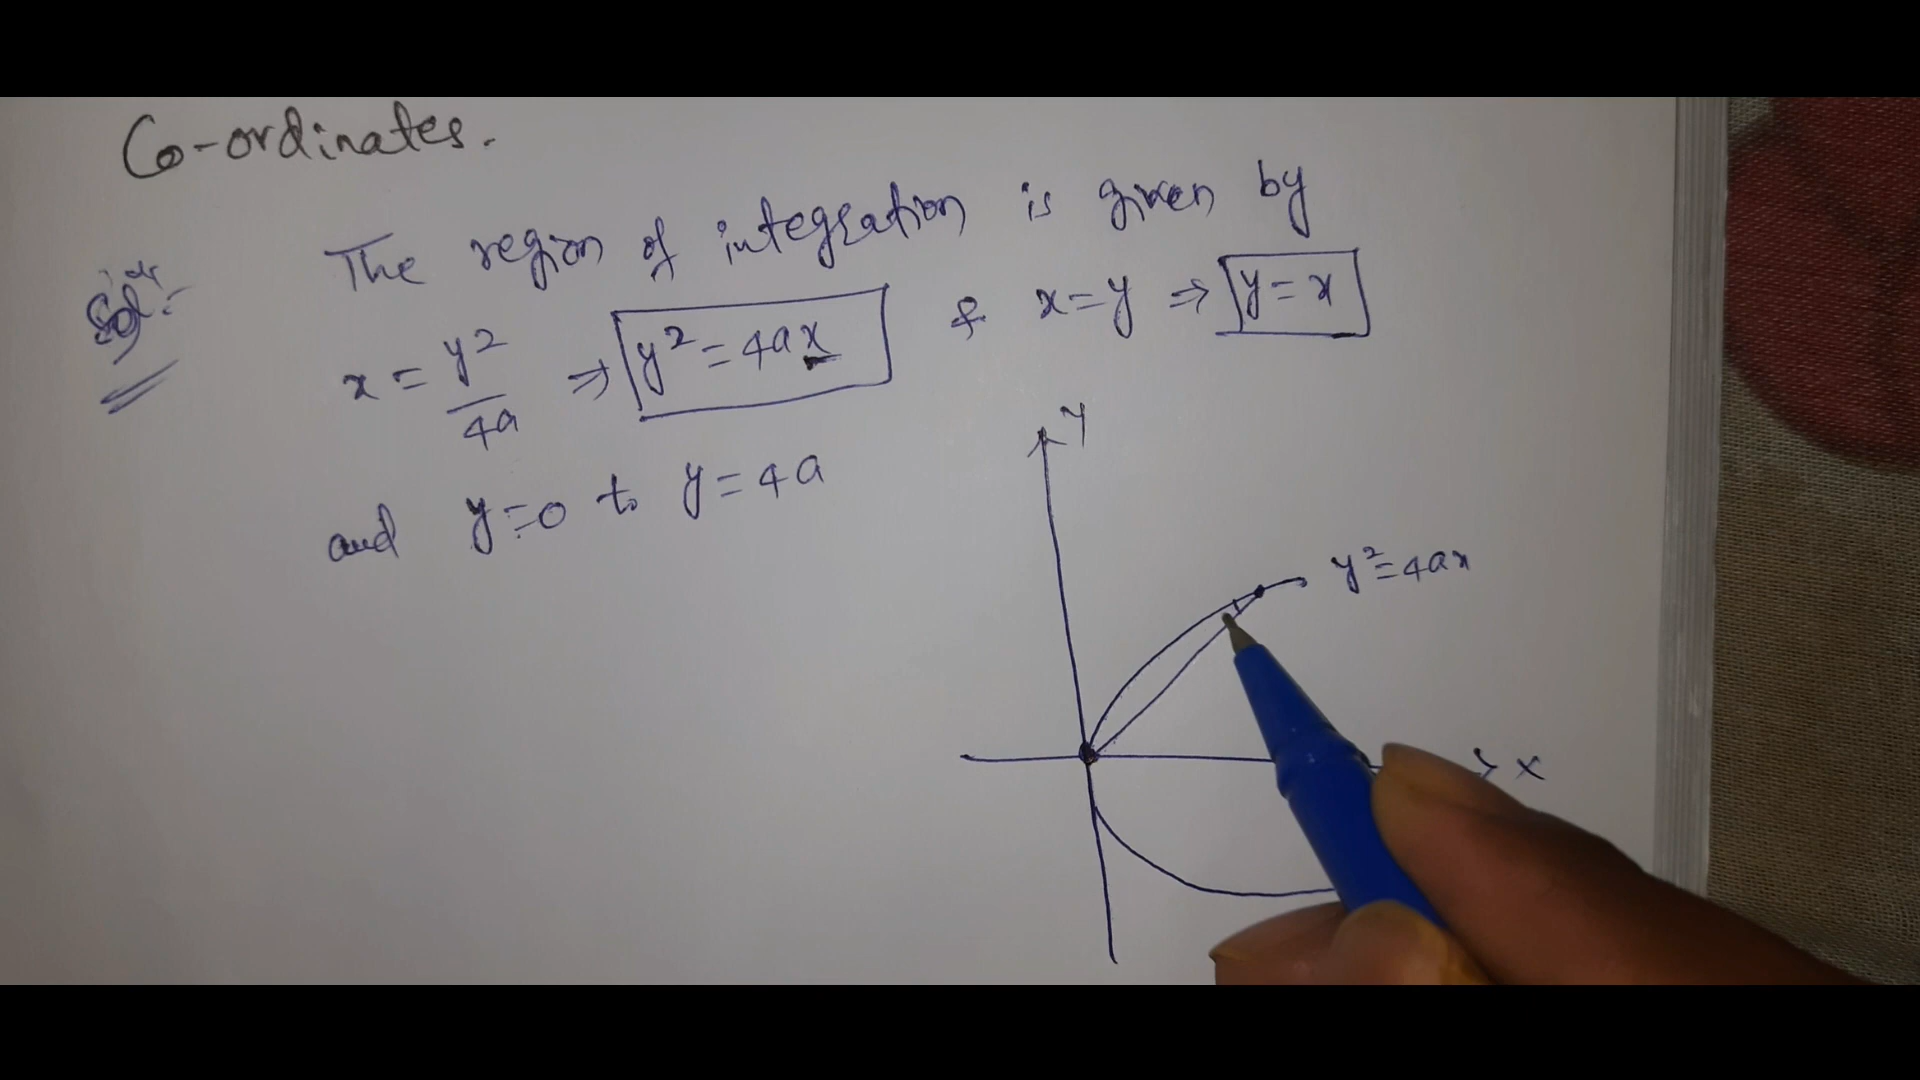 Co-ordinates.
The region of integration is given by
Sol:- x = y²/4a ⇒ y² = 4ax & x = y ⇒ y = x
and y = 0 to y = 4a
y
y² = 4ax
x